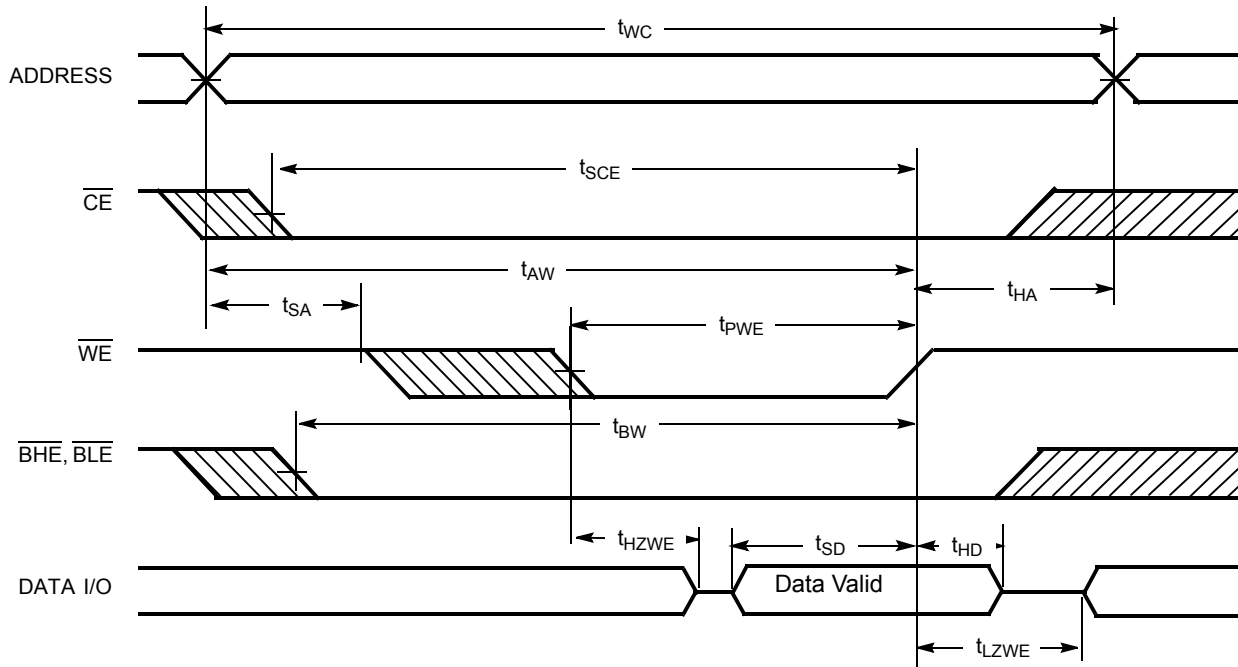 tWC
ADDRESS
tSCE
CE
tAW
tSA
tHA
tPWE
WE
tBW
BHE, BLE
tHZWE
tSD
tHD
DATA I/O
Data Valid
tLZWE